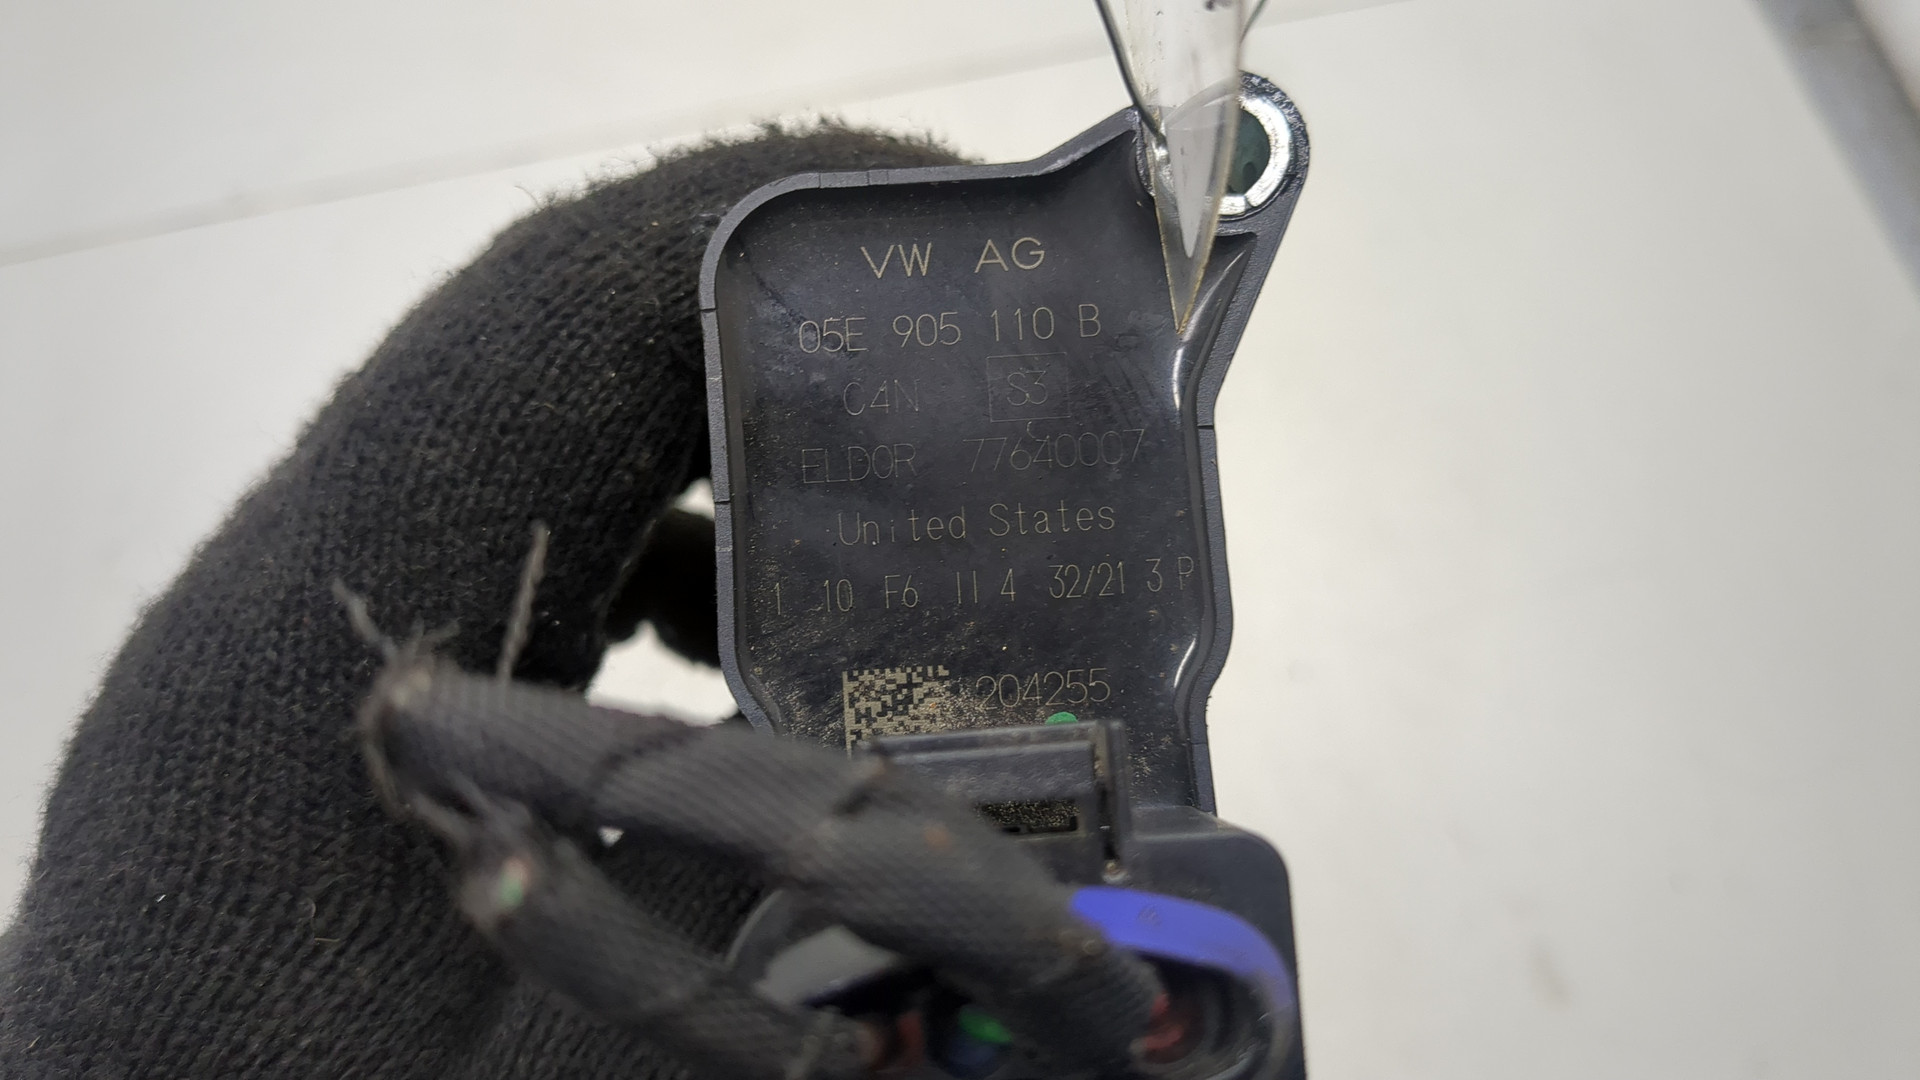 VW AG
05E 905 110 B
C4N S3
ELDOR 77640007
United States
1 10 F6 II 4 32/21 3 P
204255